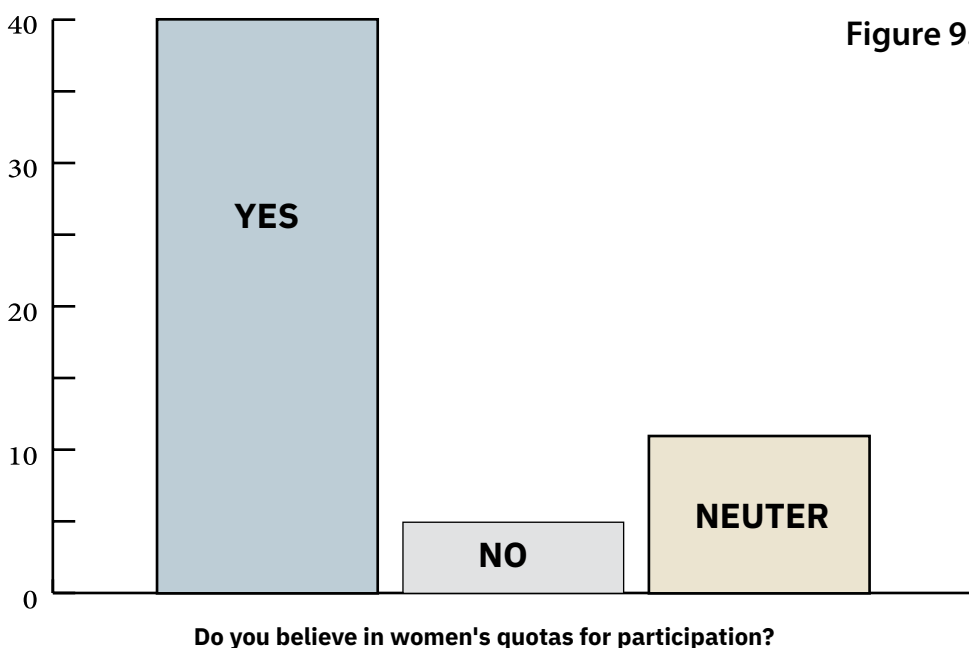 Figure 9.
40
30
20
10
0
YES
NO
NEUTER
Do you believe in women's quotas for participation?